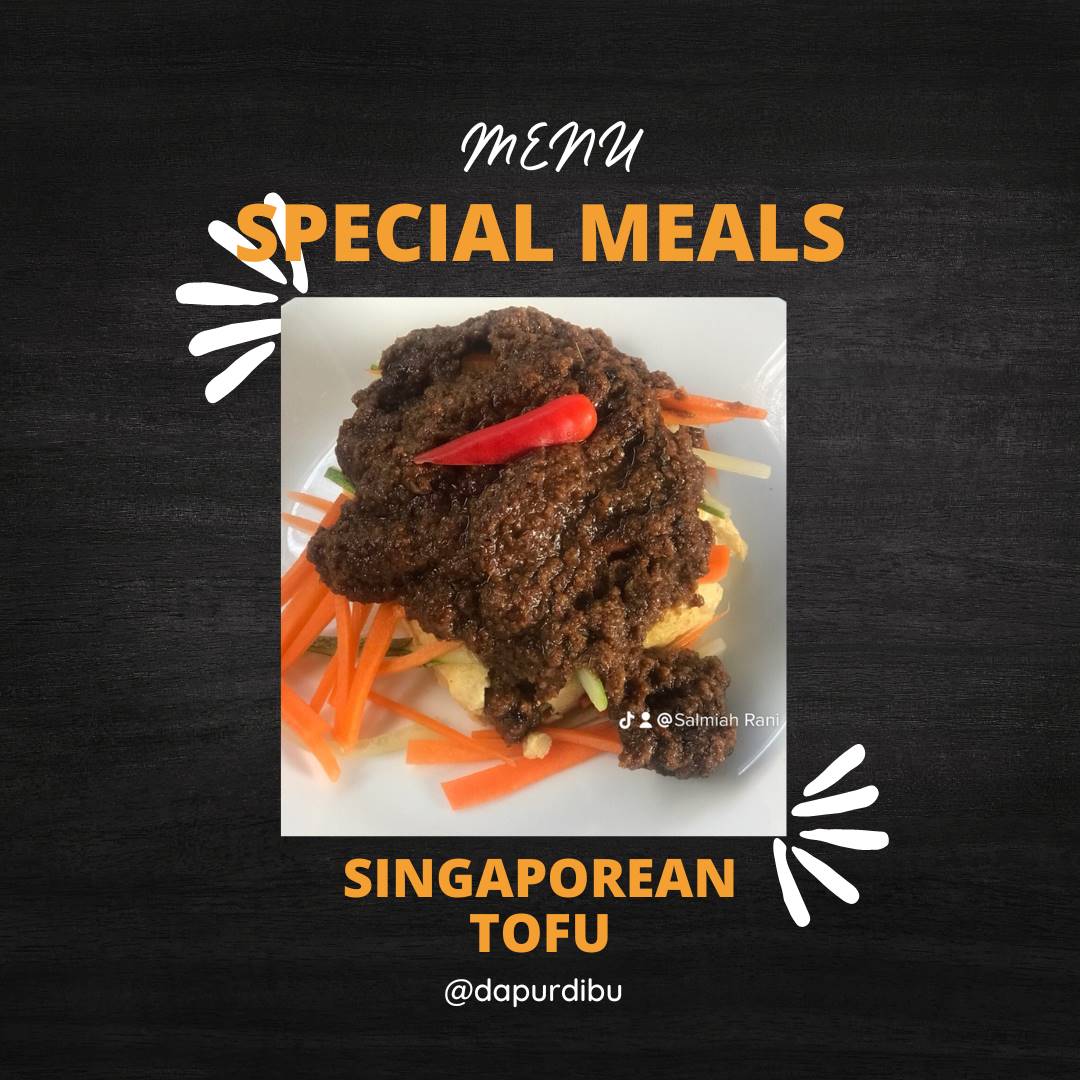 MENU
SPECIAL MEALS
@Salmiah Rani
SINGAPOREAN
TOFU
@dapurdibu